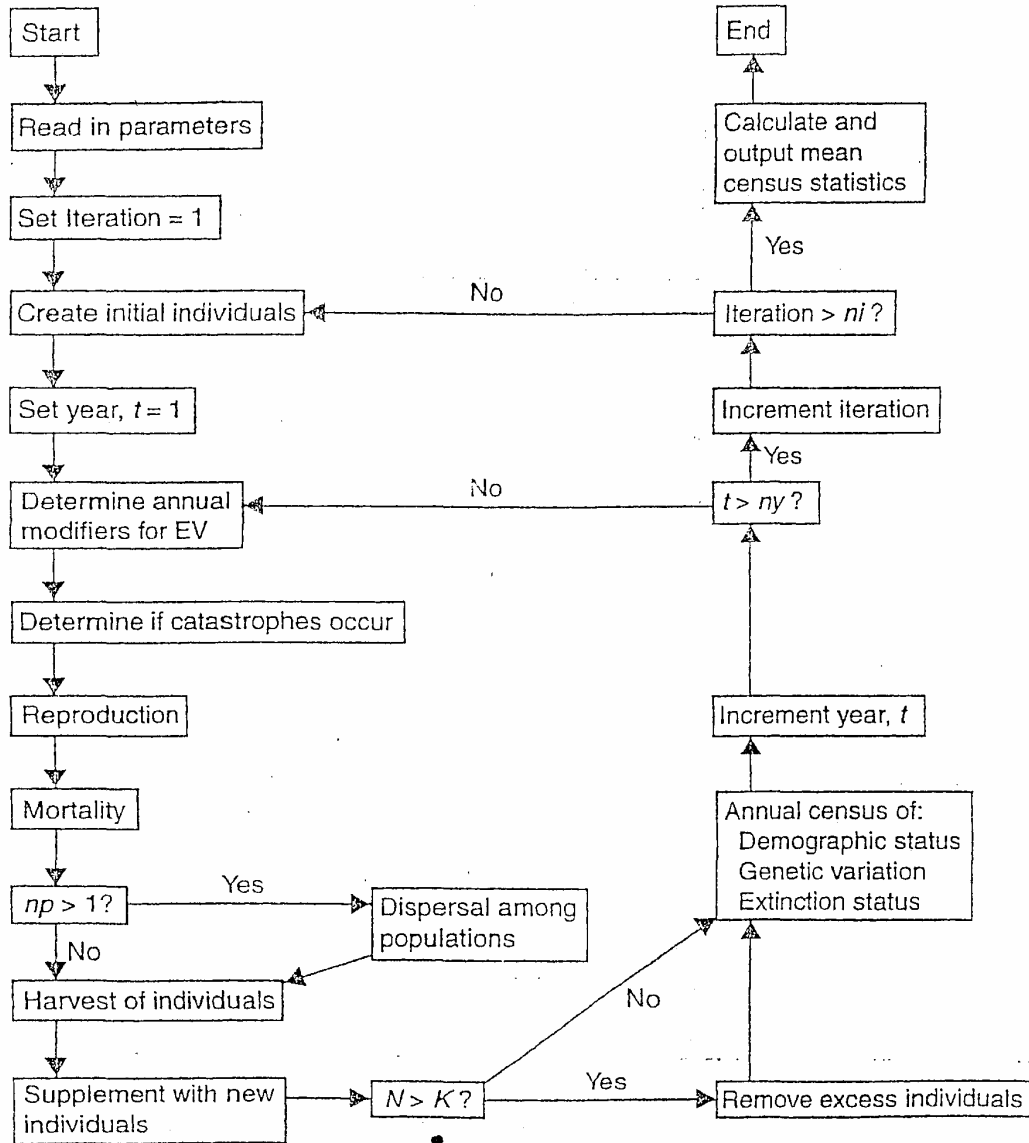 Start
Read in parameters
Set Iteration = 1
Create initial individuals
Set year, t = 1
Determine annual
modifiers for EV
Determine if catastrophes occur
Reproduction
Mortality
np > 1?
Yes
No
Dispersal among
populations
Harvest of individuals
Supplement with new
individuals
N > K?
No
Yes
Remove excess individuals
Annual census of:
Demographic status
Genetic variation
Extinction status
Increment year, t
t > ny?
No
Yes
Increment iteration
Iteration > ni?
No
Yes
Calculate and
output mean
census statistics
End